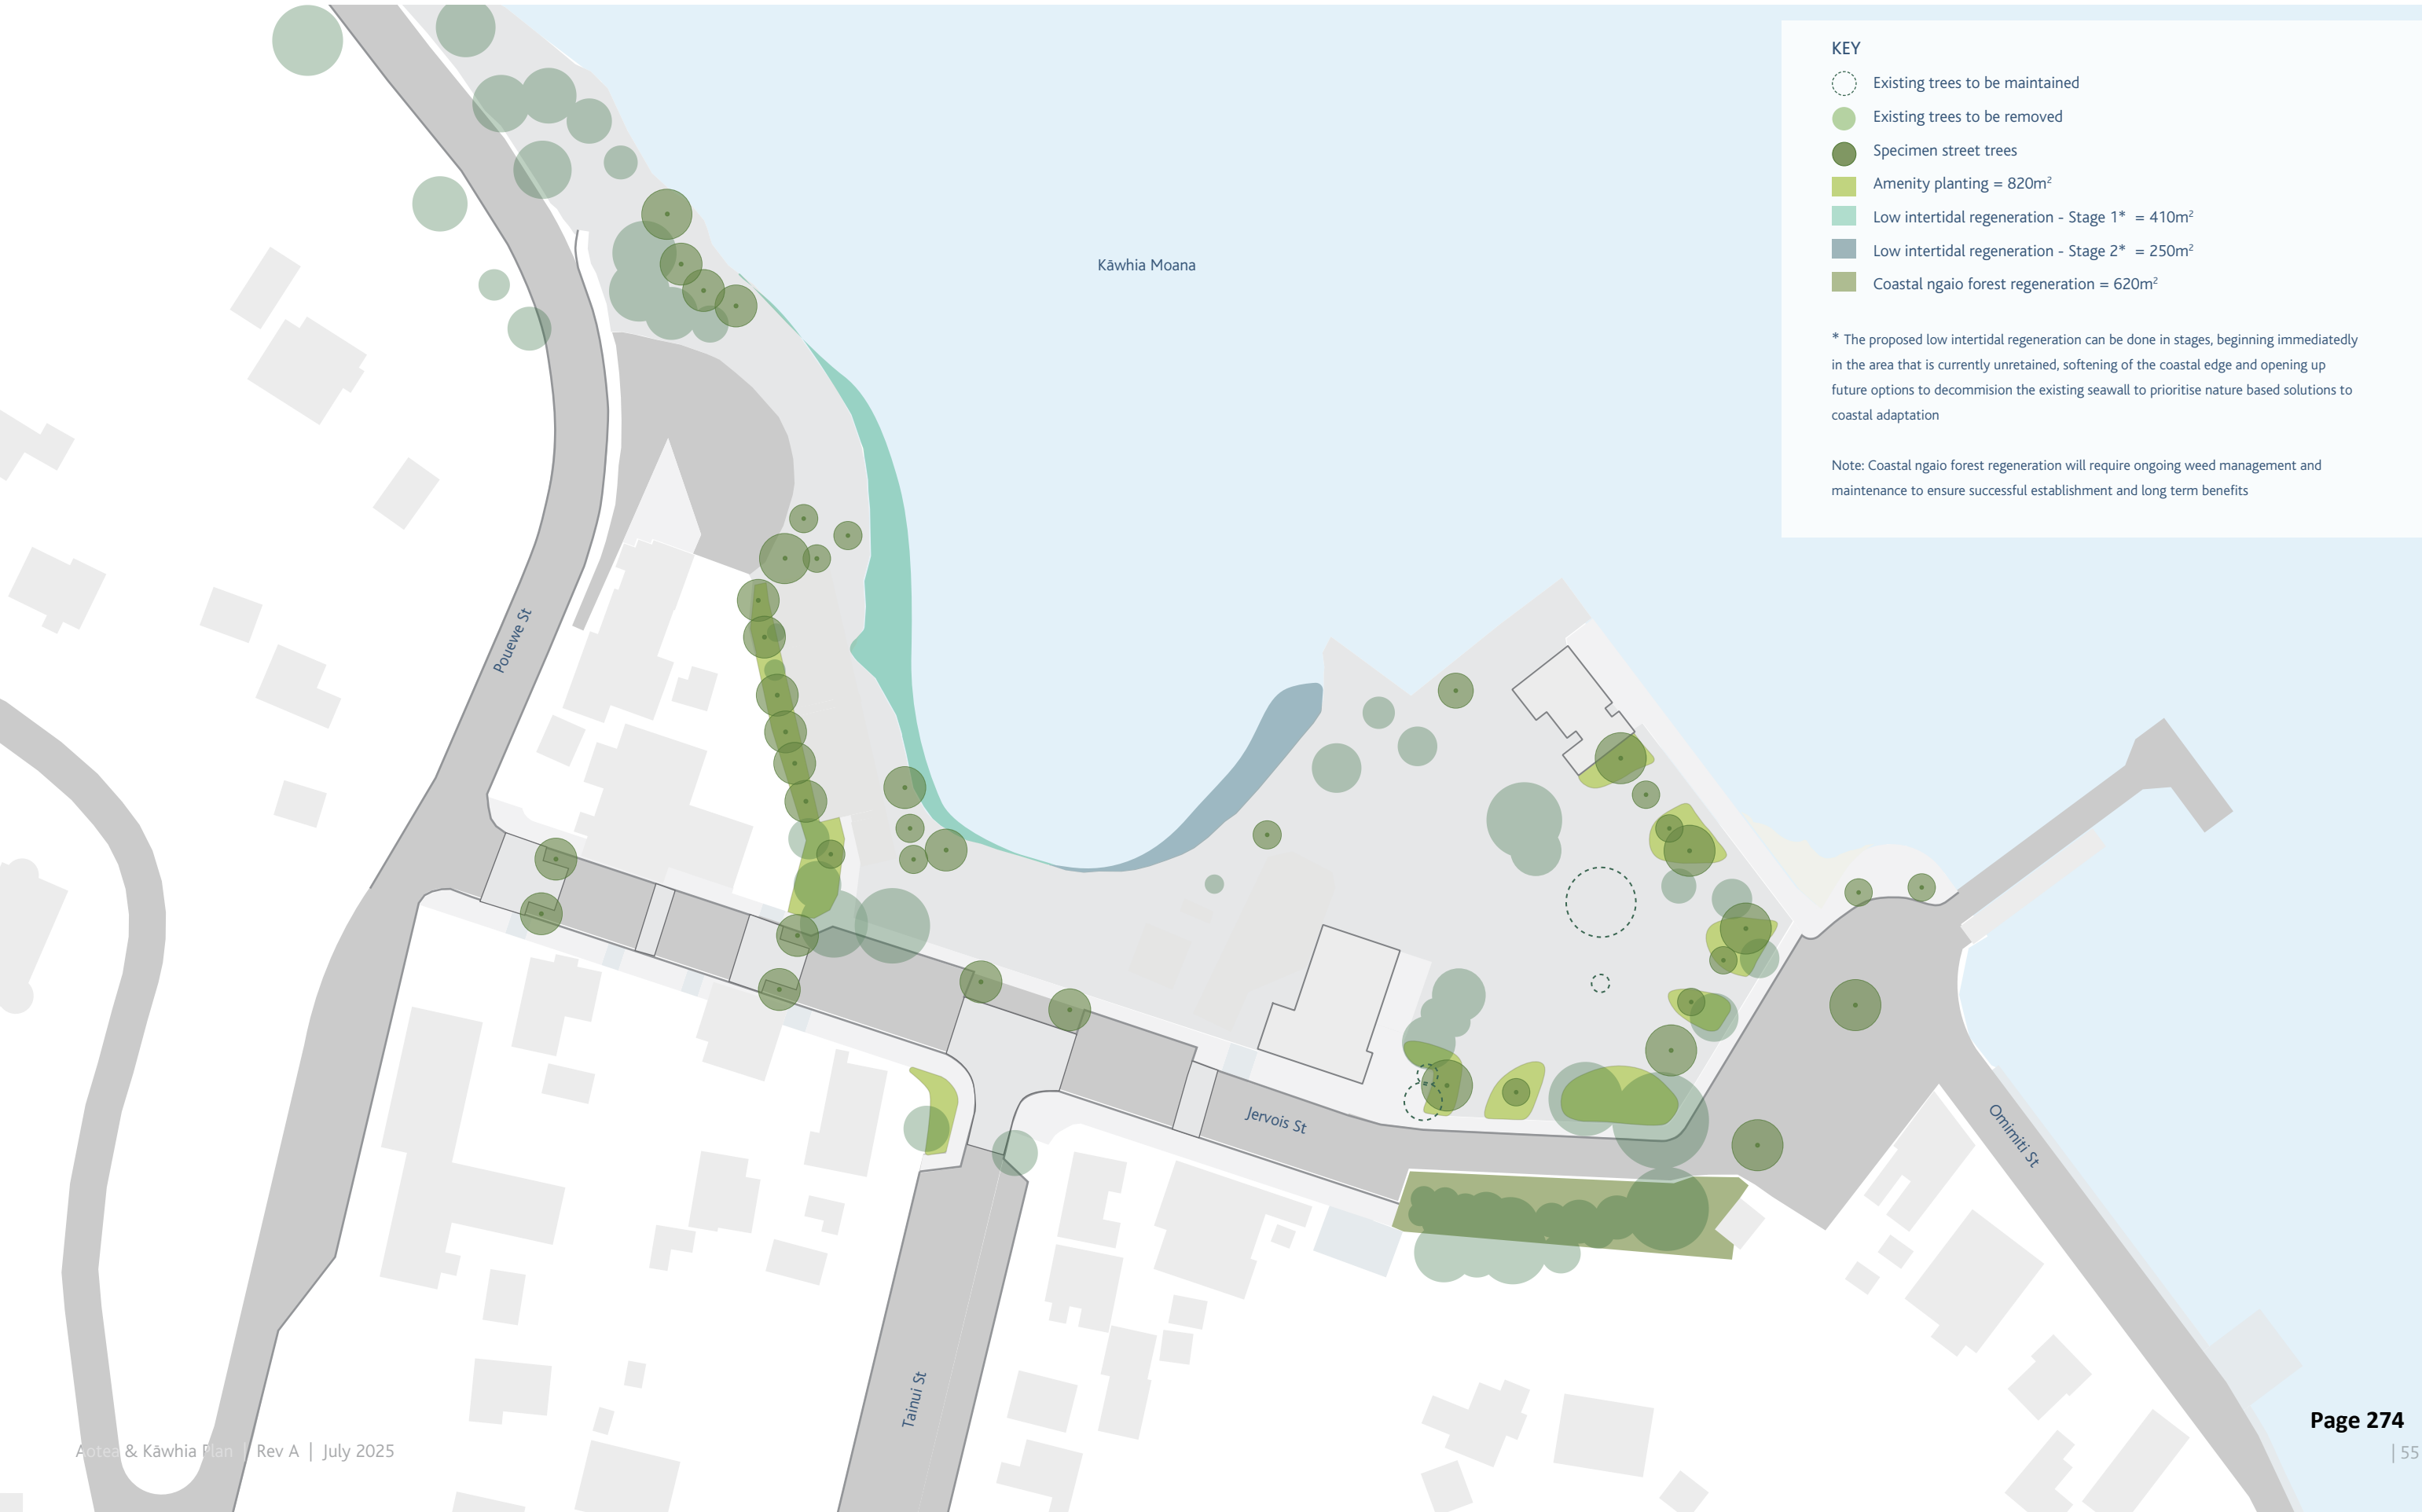 KEY
Existing trees to be maintained
Existing trees to be removed
Specimen street trees
Amenity planting = 820m²
Low intertidal regeneration - Stage 1* = 410m²
Low intertidal regeneration - Stage 2* = 250m²
Coastal ngaio forest regeneration = 620m²
* The proposed low intertidal regeneration can be done in stages, beginning immediately
in the area that is currently unretained, softening of the coastal edge and opening up
future options to decommision the existing seawall to prioritise nature based solutions to
coastal adaptation
Note: Coastal ngaio forest regeneration will require ongoing weed management and
maintenance to ensure successful establishment and long term benefits
Kāwhia Moana
Pouewe St
Jervois St
Omimiti St
Tainui St
Page 274
Aotea & Kāwhia Plan | Rev A | July 2025
| 55